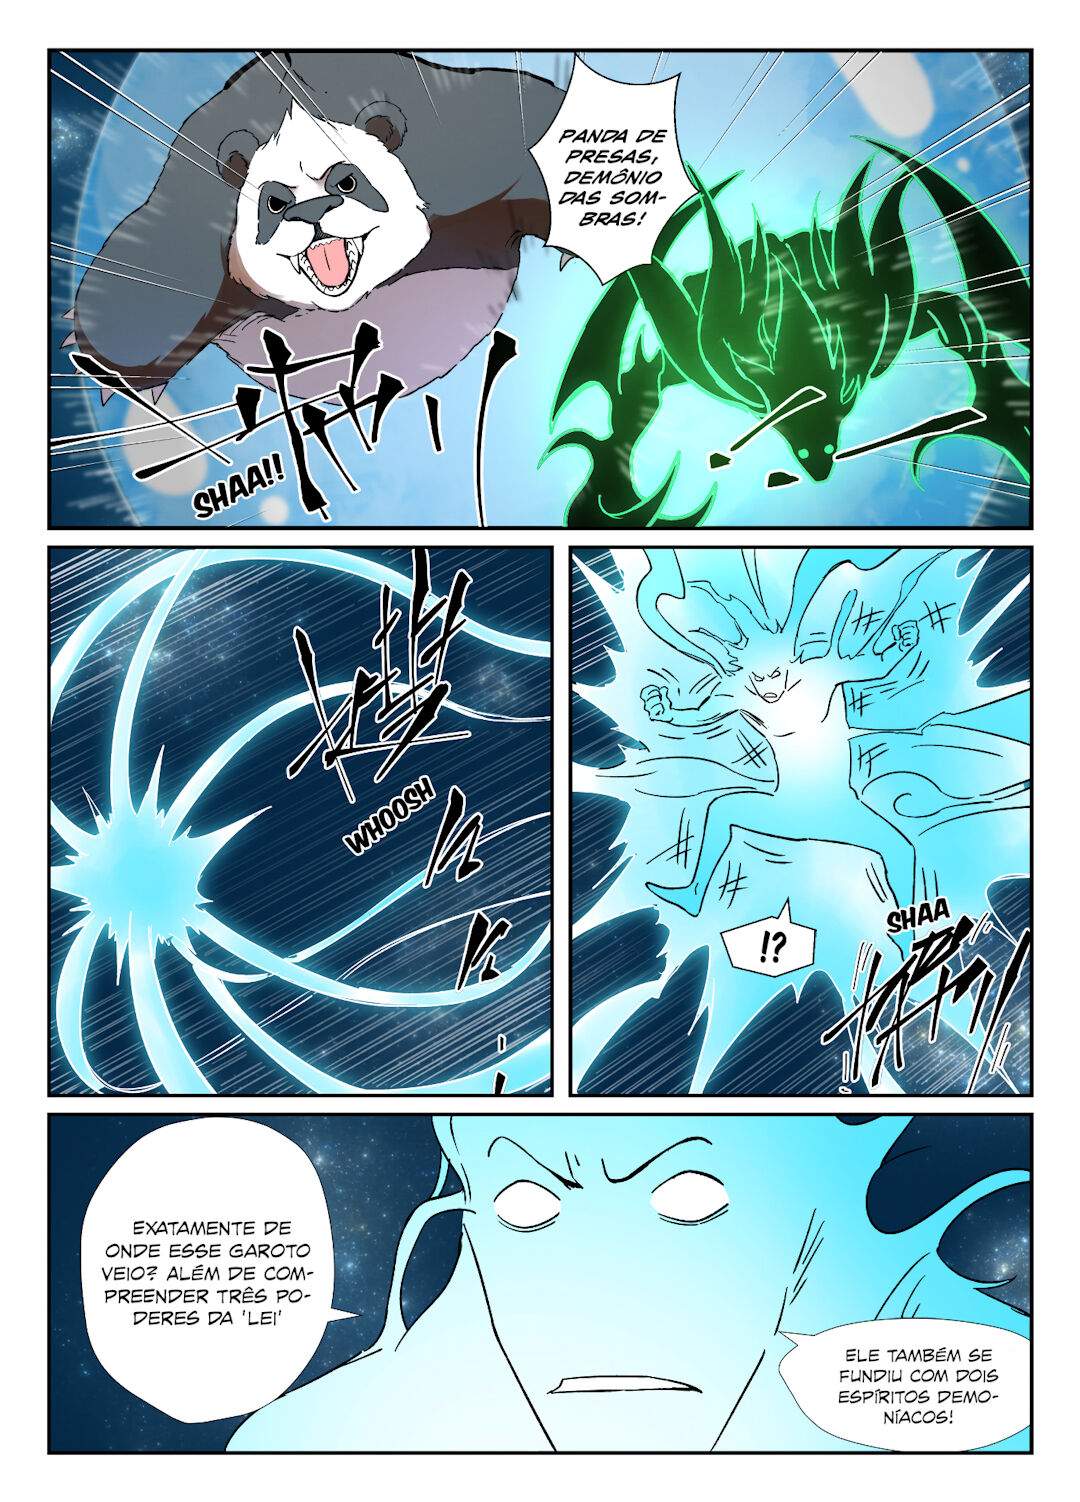 PANDA DE
PRESAS,
DEMÔNIO
DAS SOM-
BRAS!
SHAA!!
WHOOSH
!?
SHAA
EXATAMENTE DE
ONDE ESSE GAROTO
VEIO? ALÉM DE COM-
PREENDER TRÊS PO-
DERES DA 'LEI'
ELE TAMBÉM SE
FUNDIU COM DOIS
ESPÍRITOS DEMO-
NÍACOS!